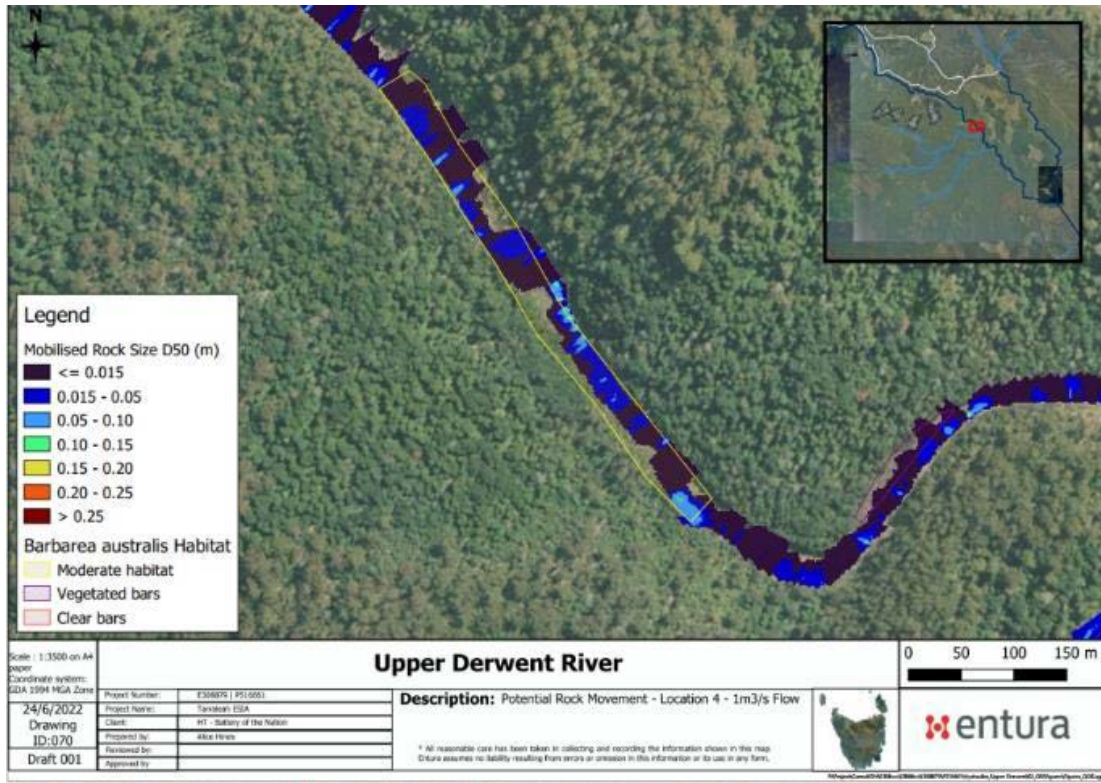 N
Legend
Mobilised Rock Size D50 (m)
<= 0.015
0.015 - 0.05
0.05 - 0.10
0.10 - 0.15
0.15 - 0.20
0.20 - 0.25
> 0.25
Barbarea australis Habitat
Moderate habitat
Vegetated bars
Clear bars
Scale : 1:3500 on A4
paper
Coordinate system:
GDA 1994 MGA Zone
24/6/2022
Drawing
ID:070
Draft 001
Upper Derwent River
Project Number:
Project Name: Tarraleah ESIA
Client: HT - Battery of the Nation
Prepared by: Alice Hines
Reviewed by:
Approved by
Description: Potential Rock Movement - Location 4 - 1m3/s Flow
* All reasonable care has been taken in collecting and recording the information shown in this map.
Entura assumes no liability resulting from errors or omission in this information or its use in any form.
0 50 100 150 m
entura